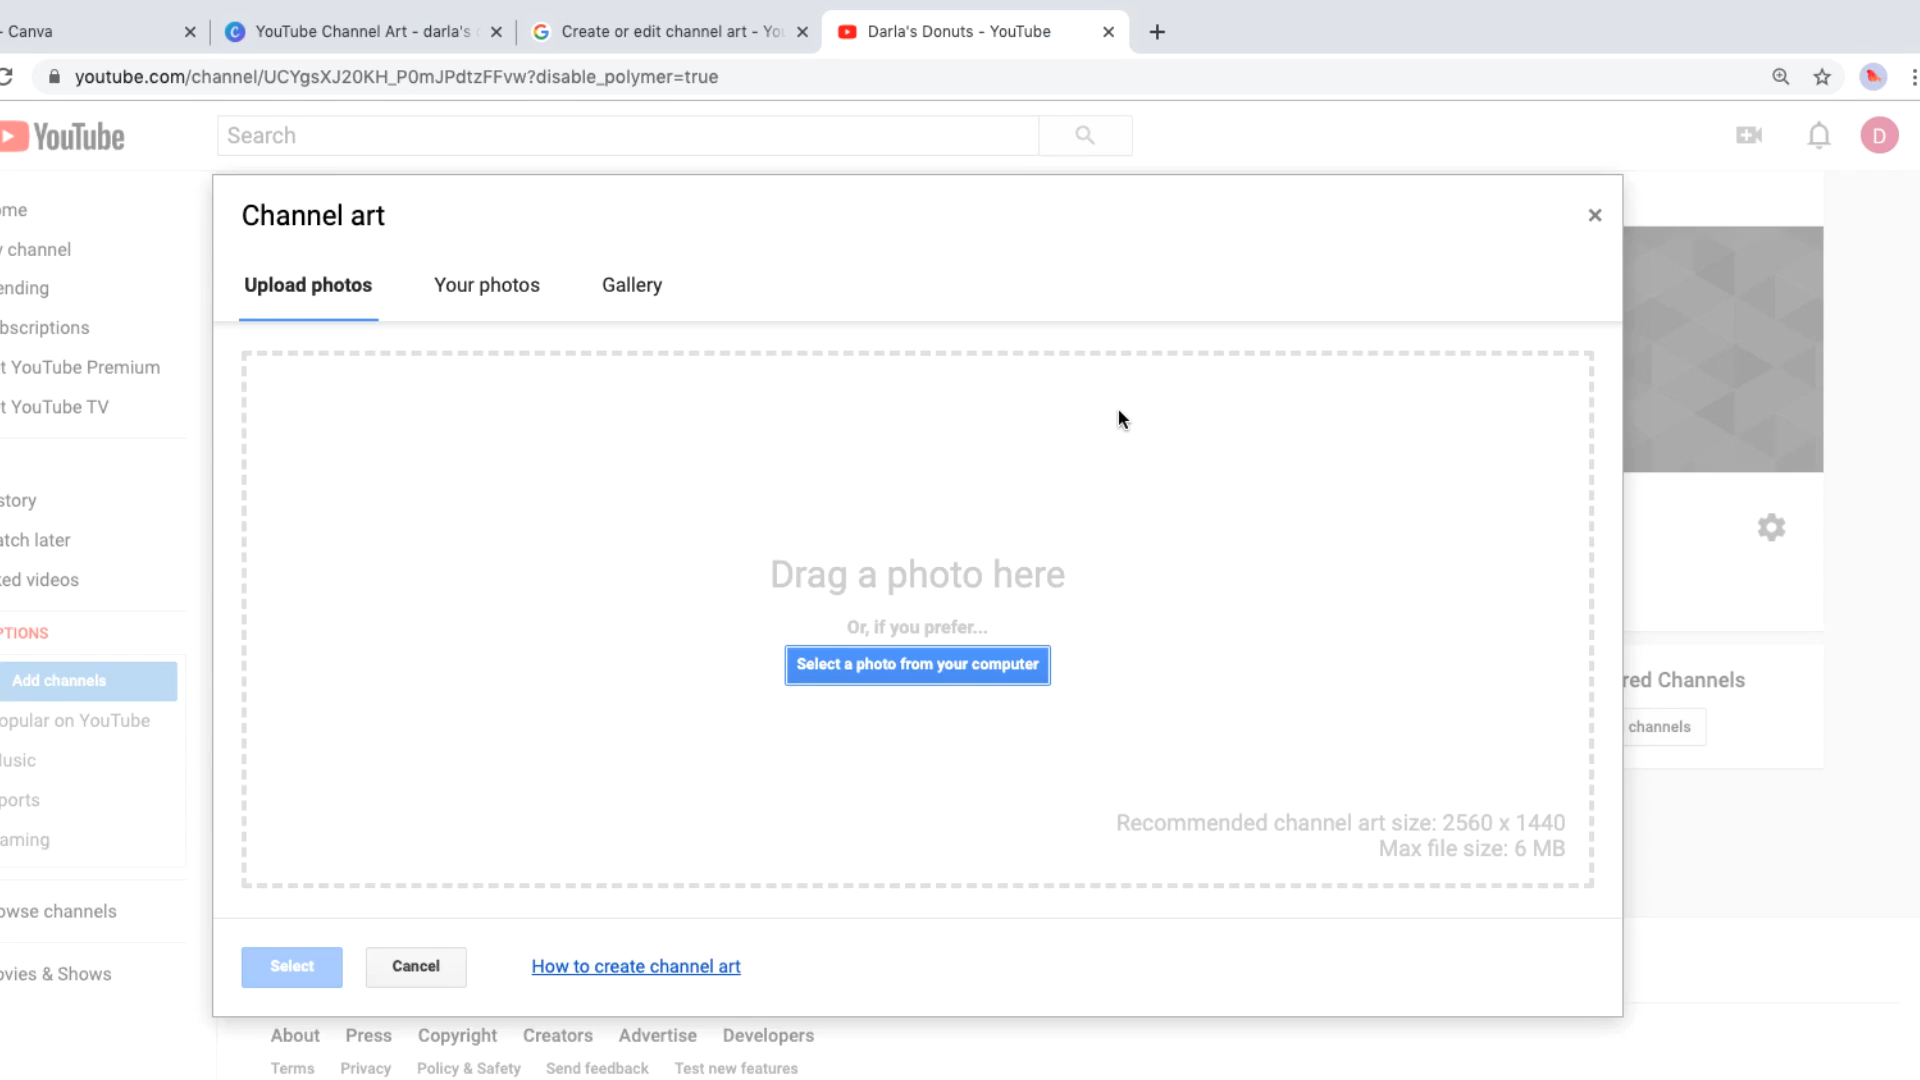 - Canva
YouTube Channel Art - darla's
Create or edit channel art - You
Darla's Donuts - YouTube
youtube.com/channel/UCYgsXJ20KH_P0mJPdtzFFvw?disable_polymer=true
YouTube
Search
D
Channel art
Upload photos
Your photos
Gallery
ome
y channel
ending
bscriptions
t YouTube Premium
t YouTube TV
story
atch later
ked videos
PTIONS
Add channels
opular on YouTube
Music
ports
aming
owse channels
ovies & Shows
Drag a photo here
Or, if you prefer...
Select a photo from your computer
Recommended channel art size: 2560 x 1440
Max file size: 6 MB
red Channels
channels
Select
Cancel
How to create channel art
About Press Copyright Creators Advertise Developers
Terms Privacy Policy & Safety Send feedback Test new features